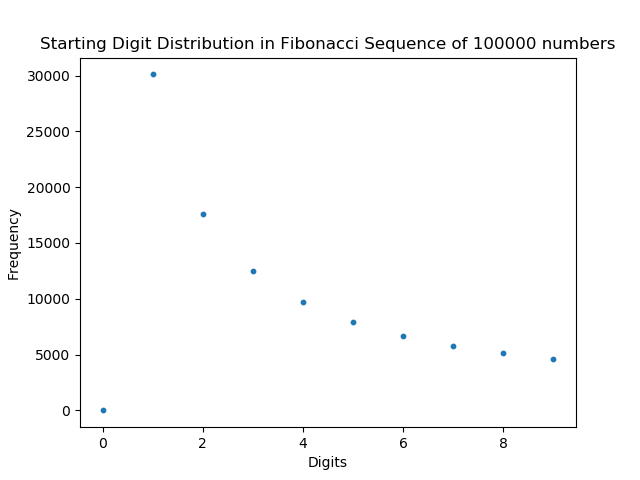 Starting Digit Distribution in Fibonacci Sequence of 100000 numbers
30000
25000
20000
15000
10000
5000
0
Frequency
0 2 4 6 8
Digits